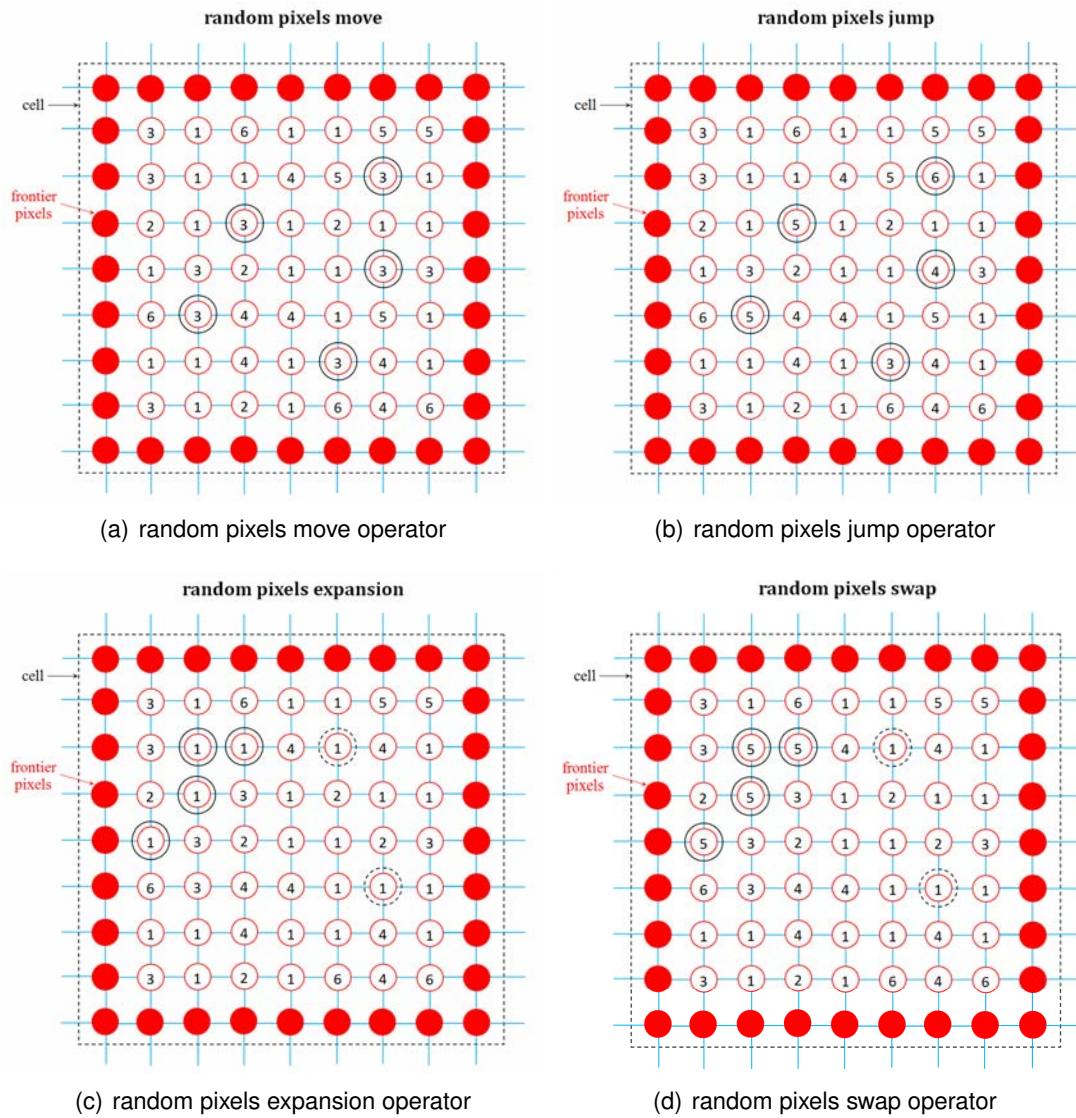 random pixels move
cell
3 1 6 1 1 5 5
3 1 1 4 5 3 1
frontier
pixels
2 1 3 1 2 1 1
1 3 2 1 1 3 3
6 3 4 4 1 5 1
1 1 4 1 3 4 1
3 1 2 1 6 4 6
(a) random pixels move operator
random pixels jump
cell
3 1 6 1 1 5 5
3 1 1 4 5 6 1
frontier
pixels
2 1 5 1 2 1 1
1 3 2 1 1 4 3
6 5 4 4 1 5 1
1 1 4 1 3 4 1
3 1 2 1 6 4 6
(b) random pixels jump operator
random pixels expansion
cell
3 1 6 1 1 5 5
3 1 1 4 1 4 1
frontier
pixels
2 1 3 1 2 1 1
1 3 2 1 1 2 3
6 3 4 4 1 1 1
1 1 4 1 1 4 1
3 1 2 1 6 4 6
(c) random pixels expansion operator
random pixels swap
cell
3 1 6 1 1 5 5
3 5 5 4 1 4 1
frontier
pixels
2 5 3 1 2 1 1
5 3 2 1 1 2 3
6 3 4 4 1 1 1
1 1 4 1 1 4 1
3 1 2 1 6 4 6
(d) random pixels swap operator